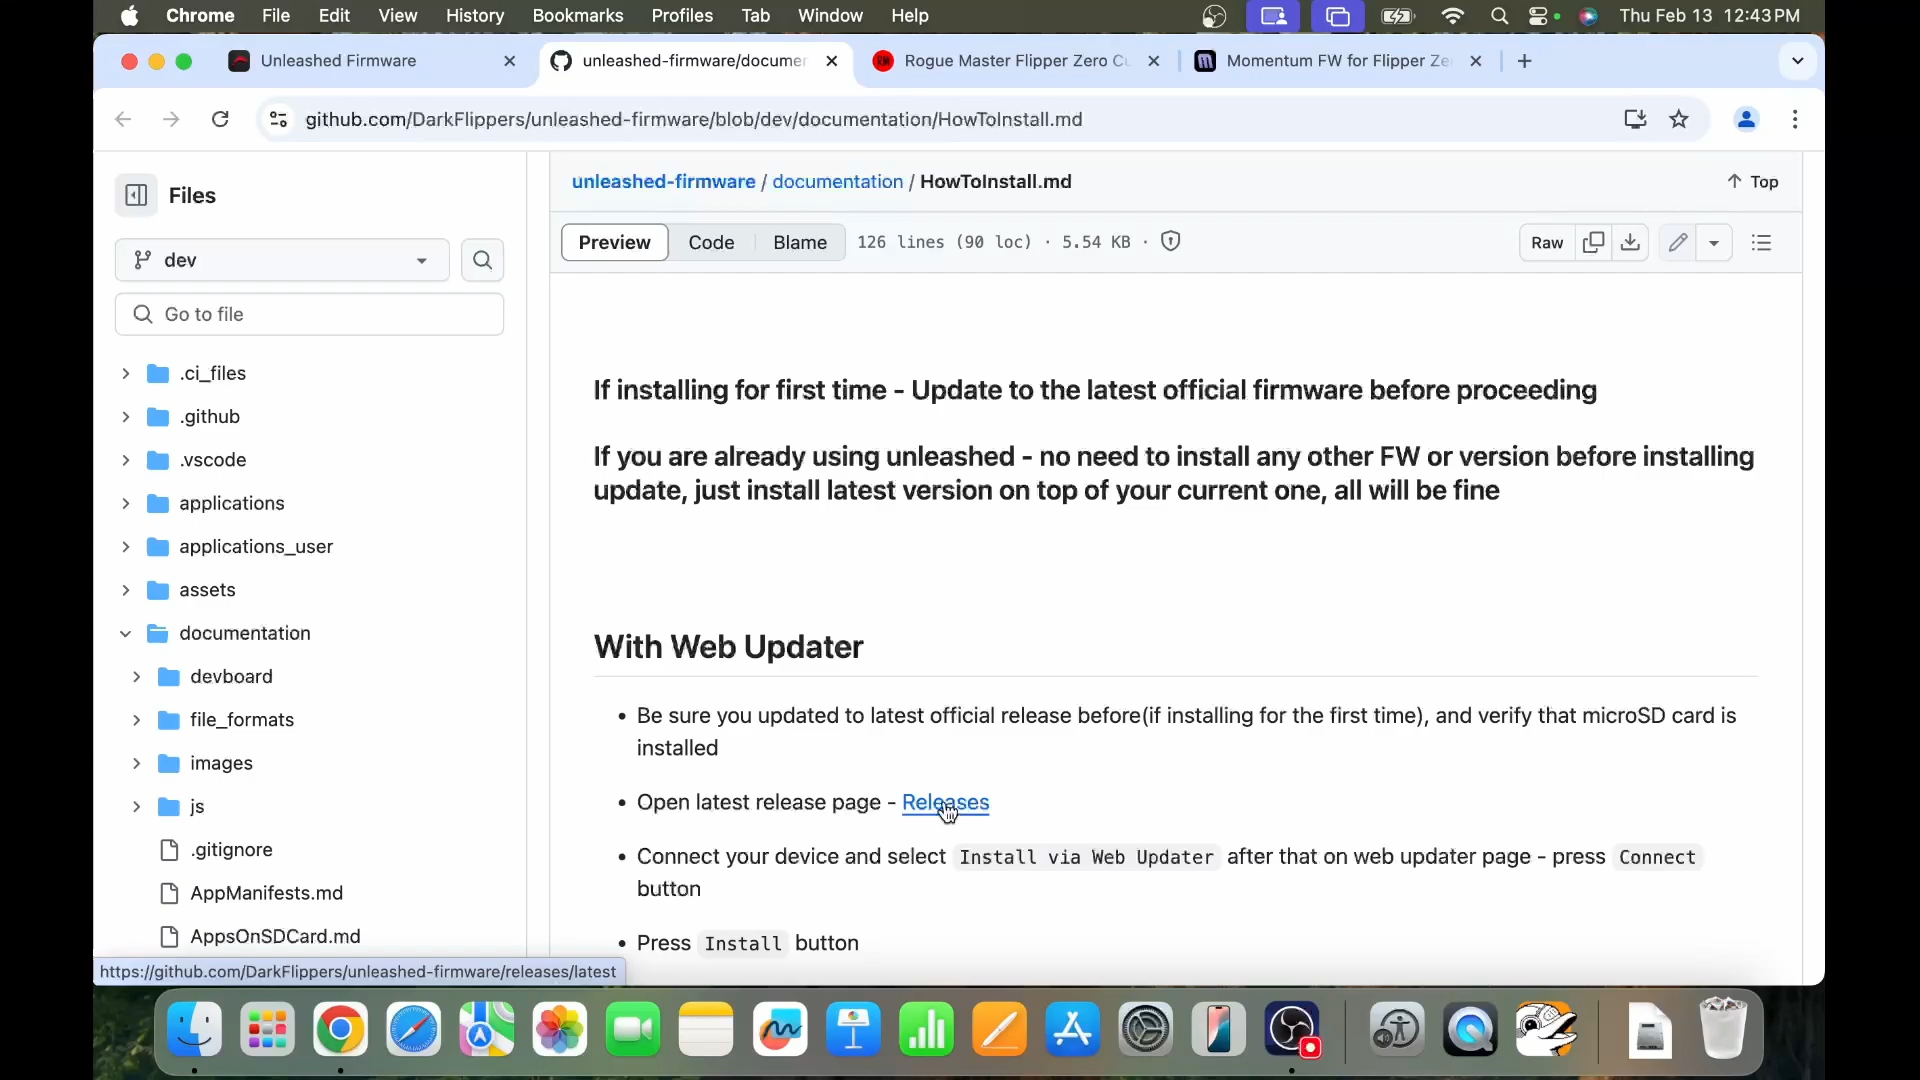 Chrome File Edit View History Bookmarks Profiles Tab Window Help Thu Feb 13 12:43 PM
Unleashed Firmware
unleashed-firmware/docume
Rogue Master Flipper Zero C
Momentum FW for Flipper Ze
github.com/DarkFlippers/unleashed-firmware/blob/dev/documentation/HowToInstall.md
Files
dev
Go to file
.ci_files
.github
.vscode
applications
applications_user
assets
documentation
devboard
file_formats
images
js
.gitignore
AppManifests.md
AppsOnSDCard.md
https://github.com/DarkFlippers/unleashed-firmware/releases/latest
unleashed-firmware / documentation / HowToInstall.md
Top
Preview Code Blame 126 lines (90 loc) · 5.54 KB · Raw
If installing for first time - Update to the latest official firmware before proceeding
If you are already using unleashed - no need to install any other FW or version before installing
update, just install latest version on top of your current one, all will be fine
With Web Updater
• Be sure you updated to latest official release before(if installing for the first time), and verify that microSD card is
installed
• Open latest release page - Releases
• Connect your device and select Install via Web Updater after that on web updater page - press Connect
button
• Press Install button